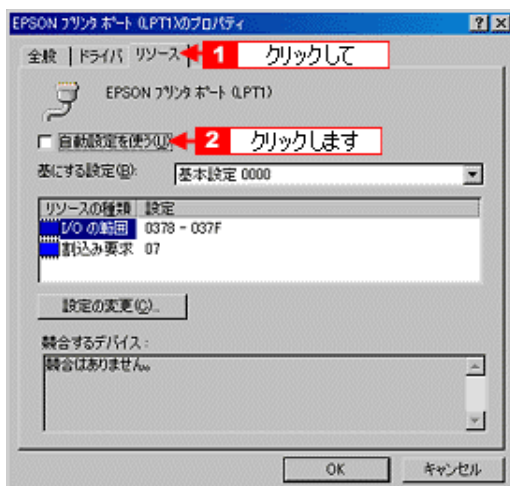 EPSON プリンタ ポート (LPT1)のプロパティ
? ×
全般 ドライバ リソース 1 クリックして
EPSON プリンタ ポート (LPT1)
自動設定を使う(U) 2 クリックします
基にする設定(B): 基本設定 0000
リソースの種類 設定
I/O の範囲 0378 - 037F
割込み要求 07
設定の変更(C)...
競合するデバイス:
競合はありません。
OK キャンセル